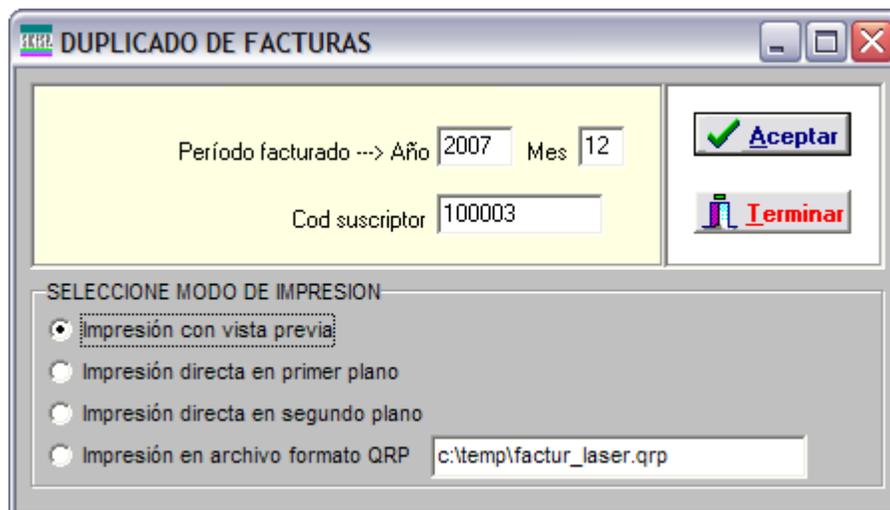 DUPLICADO DE FACTURAS
Período facturado ---> Año 2007 Mes 12
Cod suscriptor 100003
Aceptar
Terminar
SELECCIONE MODO DE IMPRESION
Impresión con vista previa
Impresión directa en primer plano
Impresión directa en segundo plano
Impresión en archivo formato QRP c:\temp\factur_laser.qrp